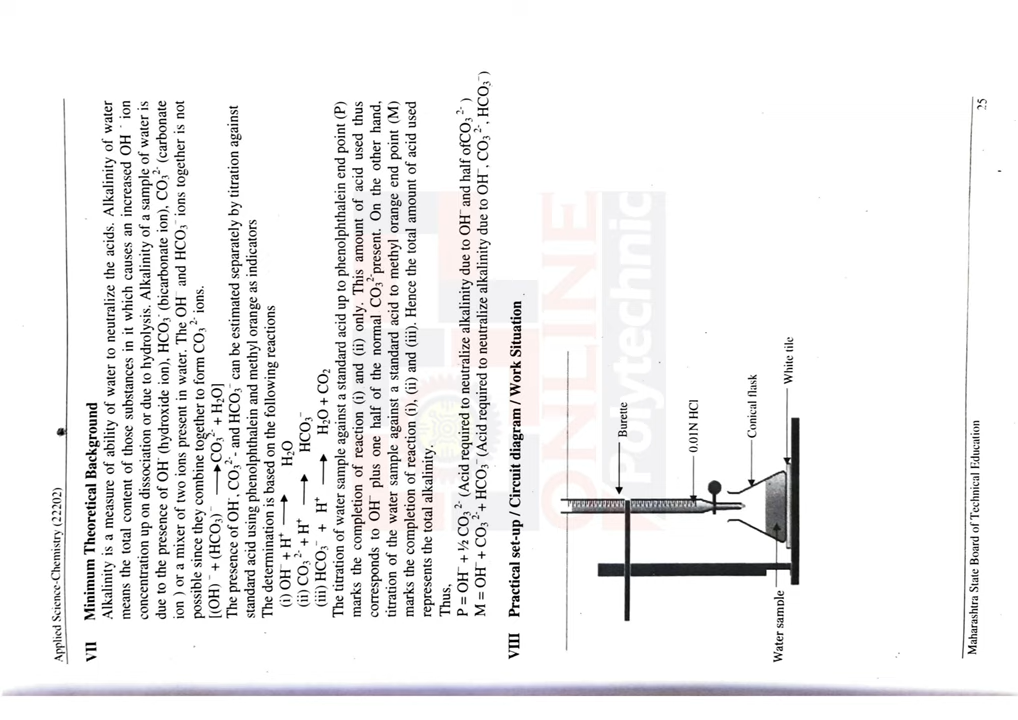 Applied Science-Chemistry (22202)
VII Minimum Theoretical Background
Alkalinity is a measure of ability of water to neutralize the acids. Alkalinity of water
means the total content of those substances in it which causes an increased OH⁻ ion
concentration up on dissociation or due to hydrolysis. Alkalinity of a sample of water is
due to the presence of OH⁻ (hydroxide ion), HCO₃⁻ (bicarbonate ion), CO₃²⁻ (carbonate
ion ) or a mixer of two ions present in water. The OH⁻ and HCO₃⁻ ions together is not
possible since they combine together to form CO₃²⁻ ions.
[(OH)⁻ + (HCO₃)⁻ → CO₃²⁻ + H₂O]
The presence of OH⁻, CO₃²⁻ - and HCO₃⁻ can be estimated separately by titration against
standard acid using phenolphthalein and methyl orange as indicators
The determination is based on the following reactions
(i) OH⁻ + H⁺ → H₂O
(ii) CO₃²⁻ + H⁺ → HCO₃⁻
(iii) HCO₃⁻ + H⁺ → H₂O + CO₂
The titration of water sample against a standard acid up to phenolphthalein end point (P)
marks the completion of reaction (i) and (ii) only. This amount of acid used thus
corresponds to OH⁻ plus one half of the normal CO₃²⁻present. On the other hand,
titration of the water sample against a standard acid to methyl orange end point (M)
marks the completion of reaction (i), (ii) and (iii). Hence the total amount of acid used
represents the total alkalinity.
Thus,
P = OH⁻ + ½ CO₃²⁻ (Acid required to neutralize alkalinity due to OH⁻ and half ofCO₃²⁻ )
M = OH⁻ + CO₃²⁻+ HCO₃⁻ (Acid required to neutralize alkalinity due to OH⁻, CO₃²⁻, HCO₃⁻)
VIII Practical set-up / Circuit diagram / Work Situation
Burette
0.01N HCl
Conical flask
White tile
Water sample
ONLINE
Polytechnic
Maharashtra State Board of Technical Education 25